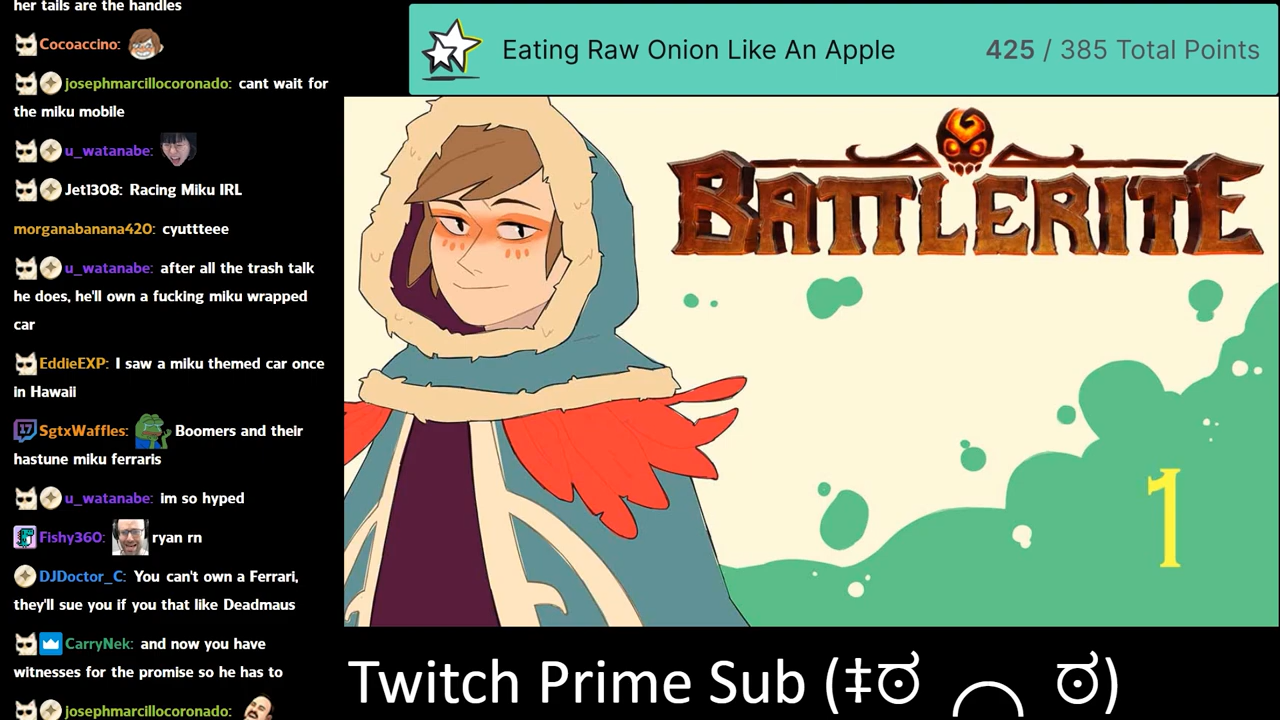 her tails are the handles
Cocoaccino:
josephmarcillocoronado: cant wait for
the miku mobile
u_watanabe:
Jet1308: Racing Miku IRL
morganabanana420: cyuttteee
u_watanabe: after all the trash talk
he does, he'll own a fucking miku wrapped
car
EddieEXP: I saw a miku themed car once
in Hawaii
17 SgtxWaffles: Boomers and their
hastune miku ferraris
u_watanabe: im so hyped
Fishy360: ryan rn
DJDoctor_C: You can't own a Ferrari,
they'll sue you if you that like Deadmaus
CarryNek: and now you have
witnesses for the promise so he has to
josephmarcillocoronado:
Eating Raw Onion Like An Apple 425 / 385 Total Points
BATTLERITE
1
Twitch Prime Sub (‡ಠ ╭╮ ಠ)